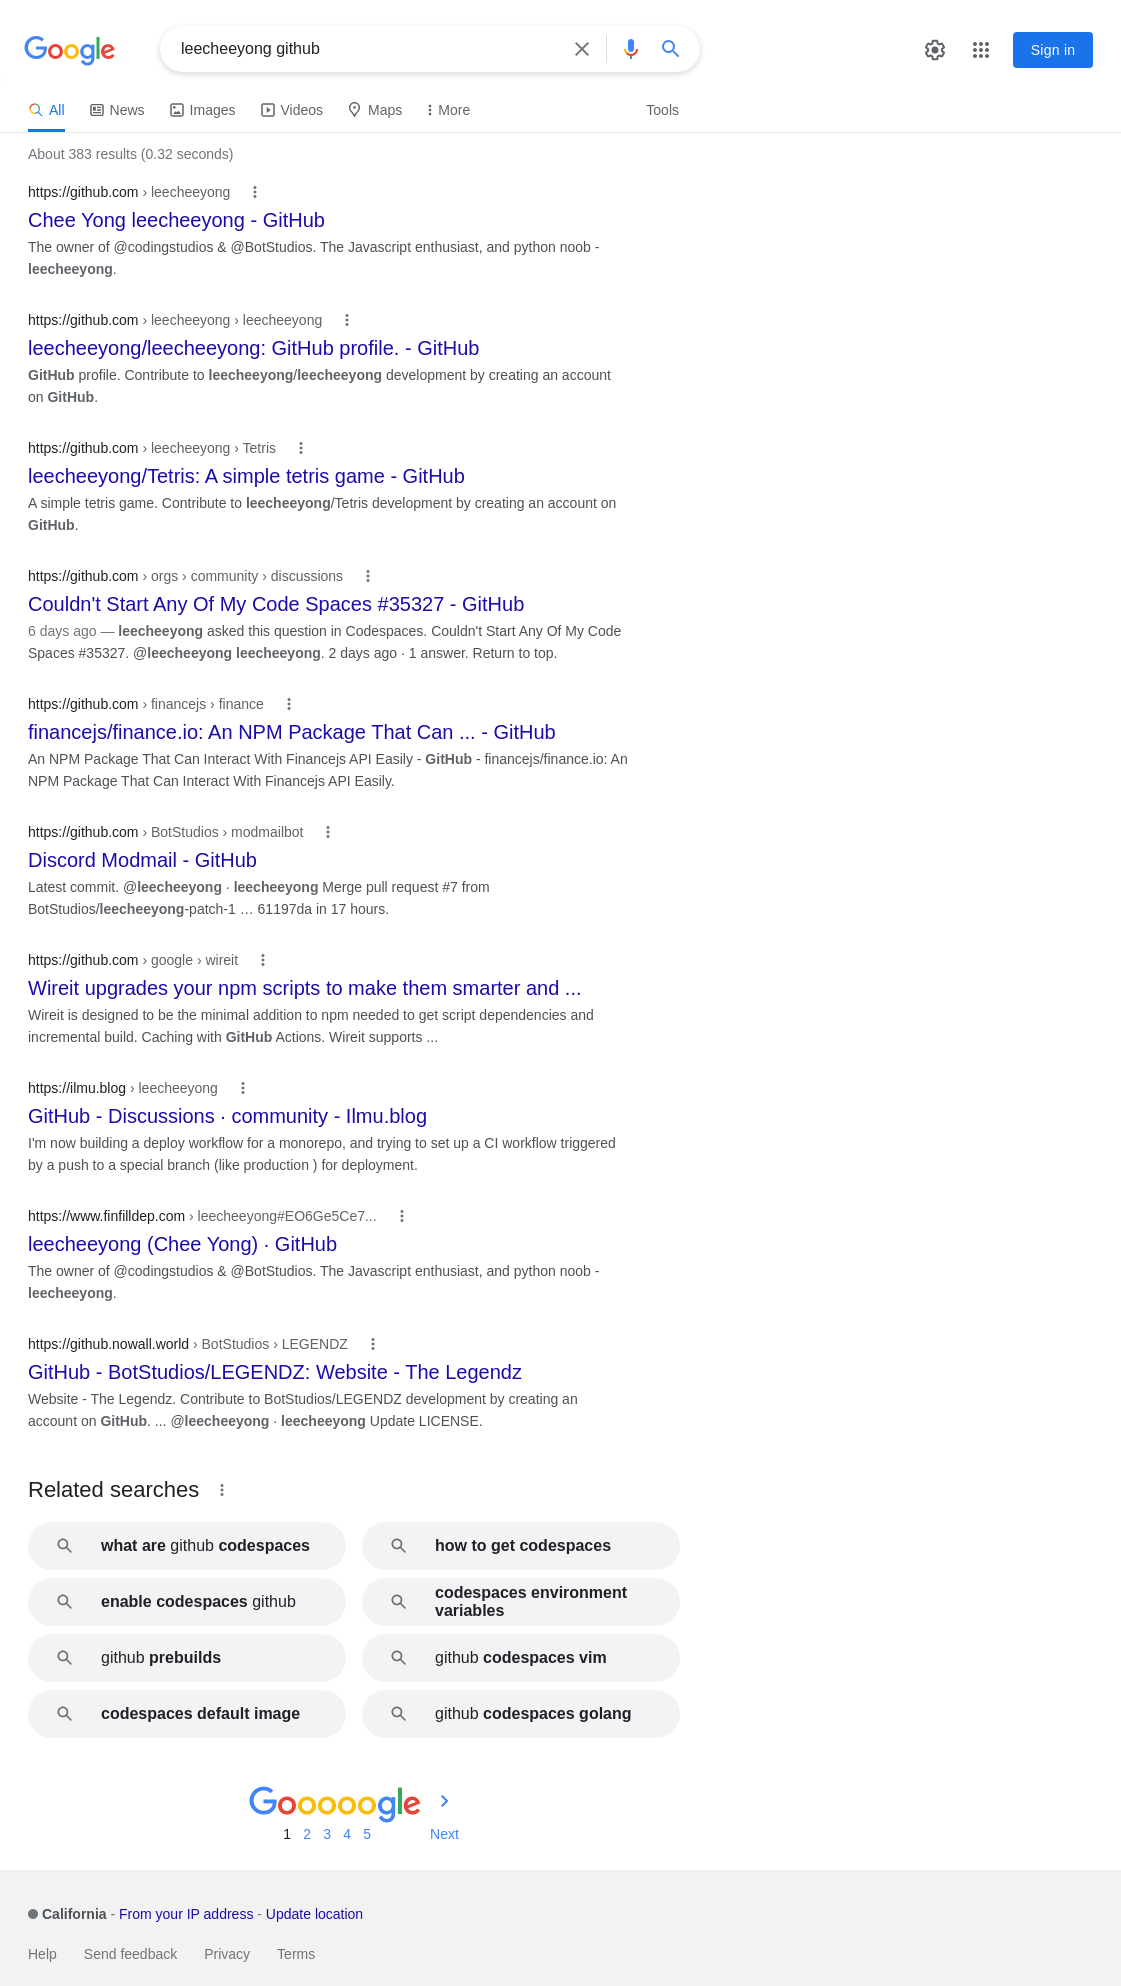 Google
leecheeyong github
Sign in
All
News
Images
Videos
Maps
More
Tools
About 383 results (0.32 seconds)
https://github.com › leecheeyong
Chee Yong leecheeyong - GitHub
The owner of @codingstudios & @BotStudios. The Javascript enthusiast, and python noob -
leecheeyong.
https://github.com › leecheeyong › leecheeyong
leecheeyong/leecheeyong: GitHub profile. - GitHub
GitHub profile. Contribute to leecheeyong/leecheeyong development by creating an account
on GitHub.
https://github.com › leecheeyong › Tetris
leecheeyong/Tetris: A simple tetris game - GitHub
A simple tetris game. Contribute to leecheeyong/Tetris development by creating an account on
GitHub.
https://github.com › orgs › community › discussions
Couldn't Start Any Of My Code Spaces #35327 - GitHub
6 days ago — leecheeyong asked this question in Codespaces. Couldn't Start Any Of My Code
Spaces #35327. @leecheeyong leecheeyong. 2 days ago · 1 answer. Return to top.
https://github.com › financejs › finance
financejs/finance.io: An NPM Package That Can ... - GitHub
An NPM Package That Can Interact With Financejs API Easily - GitHub - financejs/finance.io: An
NPM Package That Can Interact With Financejs API Easily.
https://github.com › BotStudios › modmailbot
Discord Modmail - GitHub
Latest commit. @leecheeyong · leecheeyong Merge pull request #7 from
BotStudios/leecheeyong-patch-1 … 61197da in 17 hours.
https://github.com › google › wireit
Wireit upgrades your npm scripts to make them smarter and ...
Wireit is designed to be the minimal addition to npm needed to get script dependencies and
incremental build. Caching with GitHub Actions. Wireit supports ...
https://ilmu.blog › leecheeyong
GitHub - Discussions · community - Ilmu.blog
I'm now building a deploy workflow for a monorepo, and trying to set up a CI workflow triggered
by a push to a special branch (like production ) for deployment.
https://www.finfilldep.com › leecheeyong#EO6Ge5Ce7...
leecheeyong (Chee Yong) · GitHub
The owner of @codingstudios & @BotStudios. The Javascript enthusiast, and python noob -
leecheeyong.
https://github.nowall.world › BotStudios › LEGENDZ
GitHub - BotStudios/LEGENDZ: Website - The Legendz
Website - The Legendz. Contribute to BotStudios/LEGENDZ development by creating an
account on GitHub. ... @leecheeyong · leecheeyong Update LICENSE.
Related searches
what are github codespaces
how to get codespaces
enable codespaces github
codespaces environment
variables
github prebuilds
github codespaces vim
codespaces default image
github codespaces golang
Gooooogle
1 2 3 4 5 Next
California - From your IP address - Update location
Help Send feedback Privacy Terms